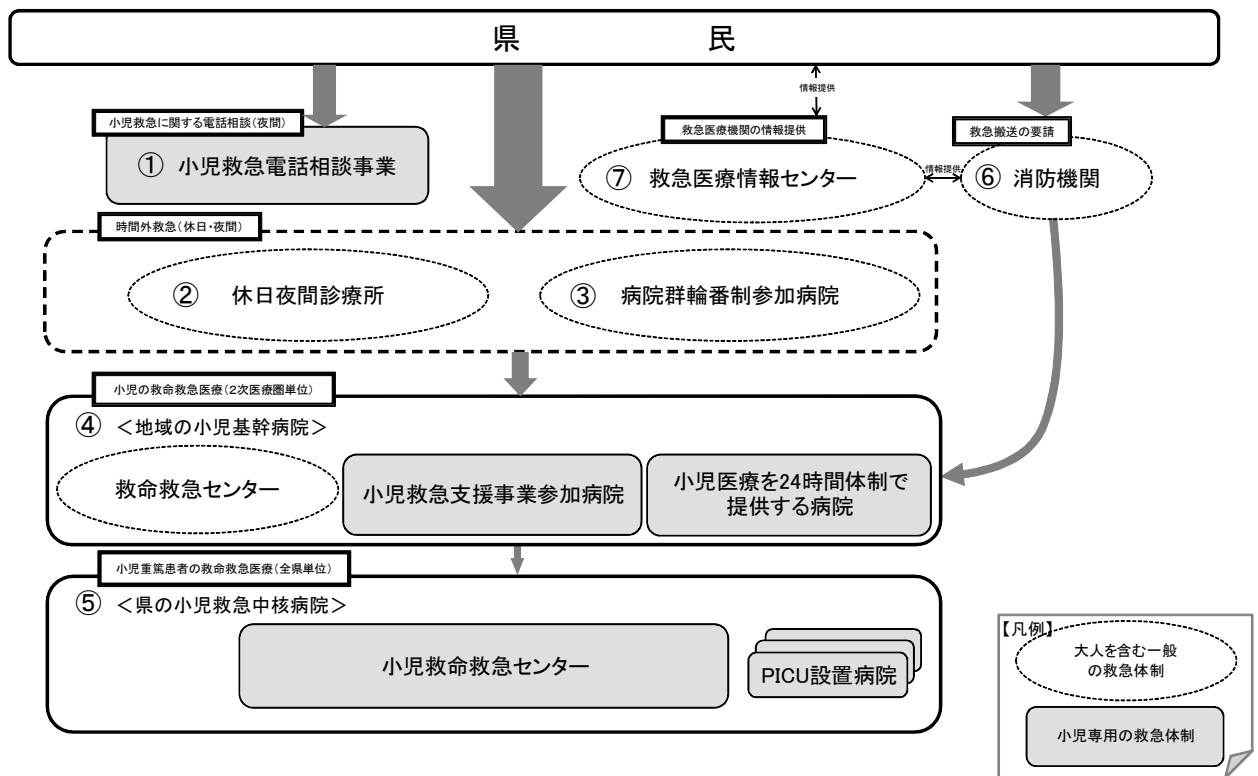 県 民
情報提供
小児救急に関する電話相談(夜間)
① 小児救急電話相談事業
救急医療機関の情報提供
⑦ 救急医療情報センター
情報提供
救急搬送の要請
⑥ 消防機関
時間外救急(休日・夜間)
② 休日夜間診療所
③ 病院群輪番制参加病院
小児の救命救急医療(2次医療圏単位)
④ <地域の小児基幹病院>
救命救急センター
小児救急支援事業参加病院
小児医療を24時間体制で
提供する病院
小児重篤患者の救命救急医療(全県単位)
⑤ <県の小児救急中核病院>
小児救命救急センター
PICU設置病院
【凡例】
大人を含む一般
の救急体制
小児専用の救急体制